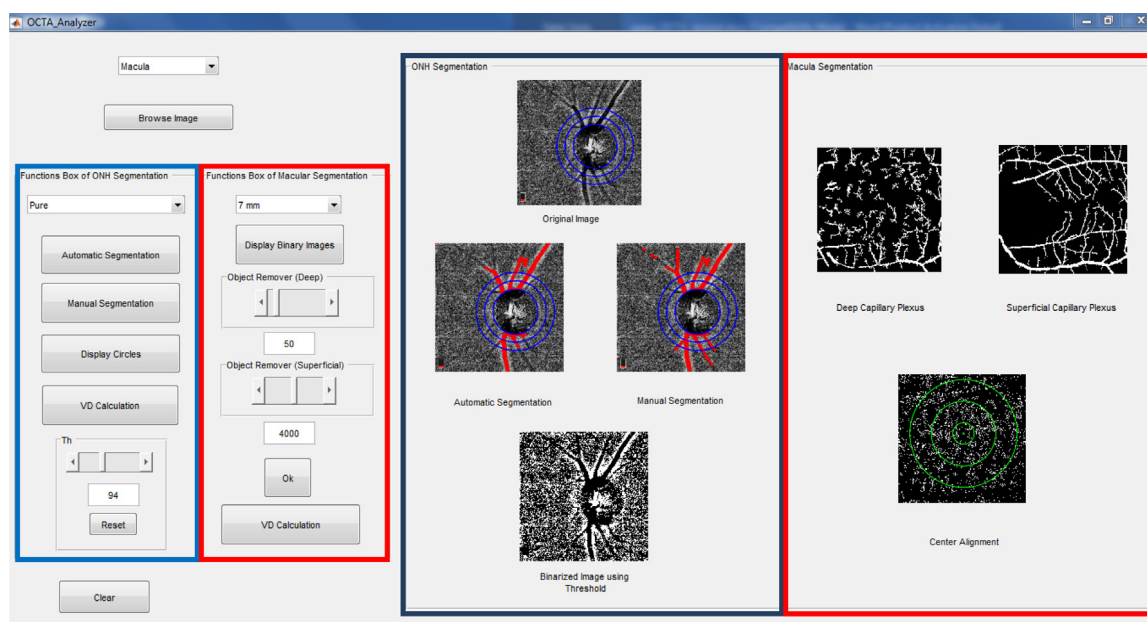 OCTA_Analyzer
Macula
Browse Image
Functions Box of ONH Segmentation
Pure
Automatic Segmentation
Manual Segmentation
Display Circles
VD Calculation
Th
94
Reset
Clear
Functions Box of Macular Segmentation
7 mm
Display Binary Images
Object Remover (Deep)
50
Object Remover (Superficial)
4000
Ok
VD Calculation
ONH Segmentation
Original Image
Automatic Segmentation
Manual Segmentation
Binarized Image using
Threshold
Macula Segmentation
Deep Capillary Plexus
Superficial Capillary Plexus
Center Alignment